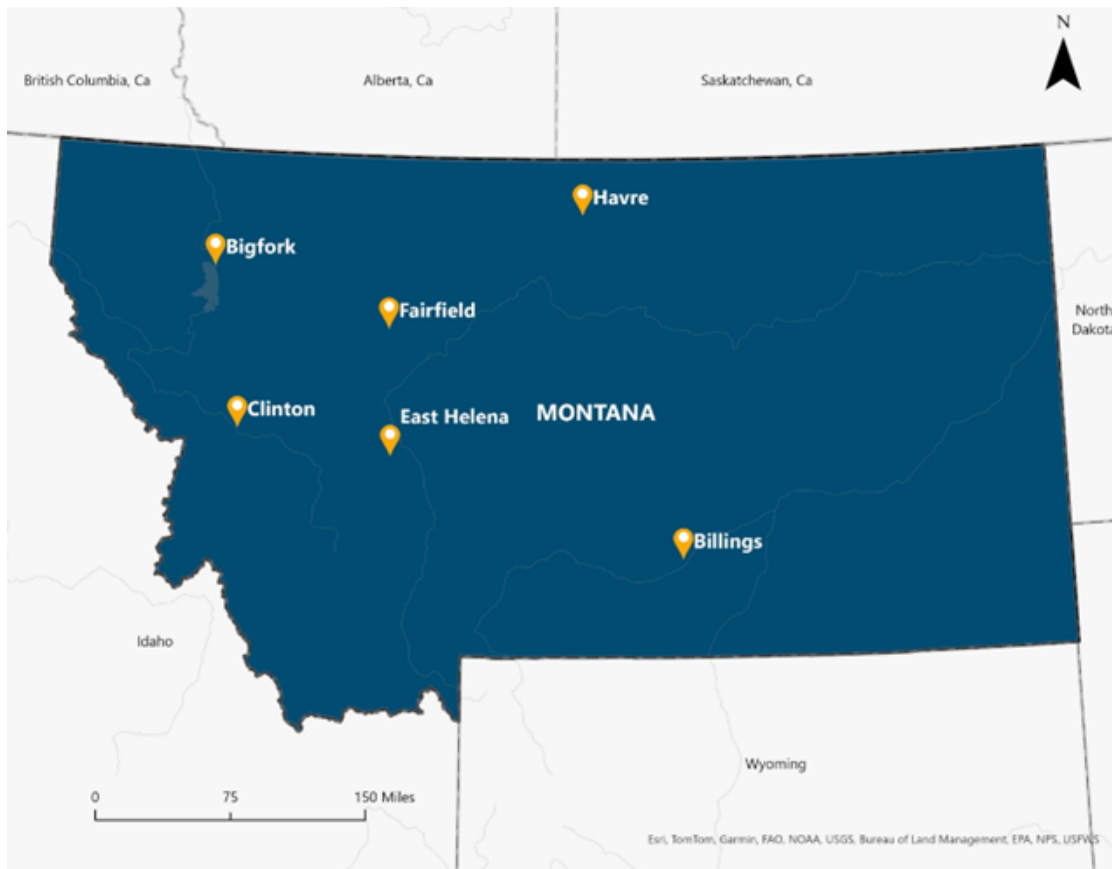 N
British Columbia, Ca
Alberta, Ca
Saskatchewan, Ca
Havre
Bigfork
Fairfield
North
Dakota
Clinton
East Helena
MONTANA
Billings
Idaho
Wyoming
0 75 150 Miles
Esri, TomTom, Garmin, FAO, NOAA, USGS, Bureau of Land Management, EPA, NPS, USFWS